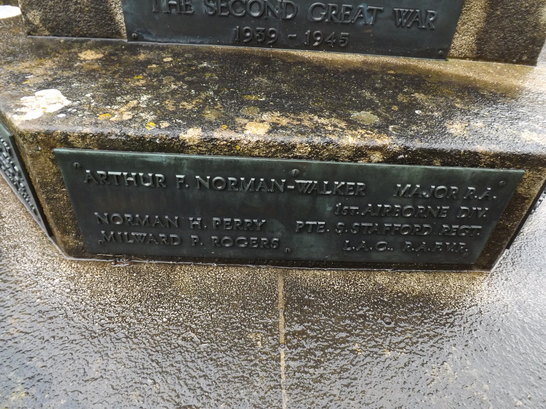 THE SECOND GREAT WAR
1939 - 1945
ARTHUR F. NORMAN-WALKER MAJOR R.A.
1ST. AIRBORNE DIV.
NORMAN H. PERRY PTE. S. STAFFORD REGT
MILWARD P. ROGERS L.A.C. R.A.F.V.R